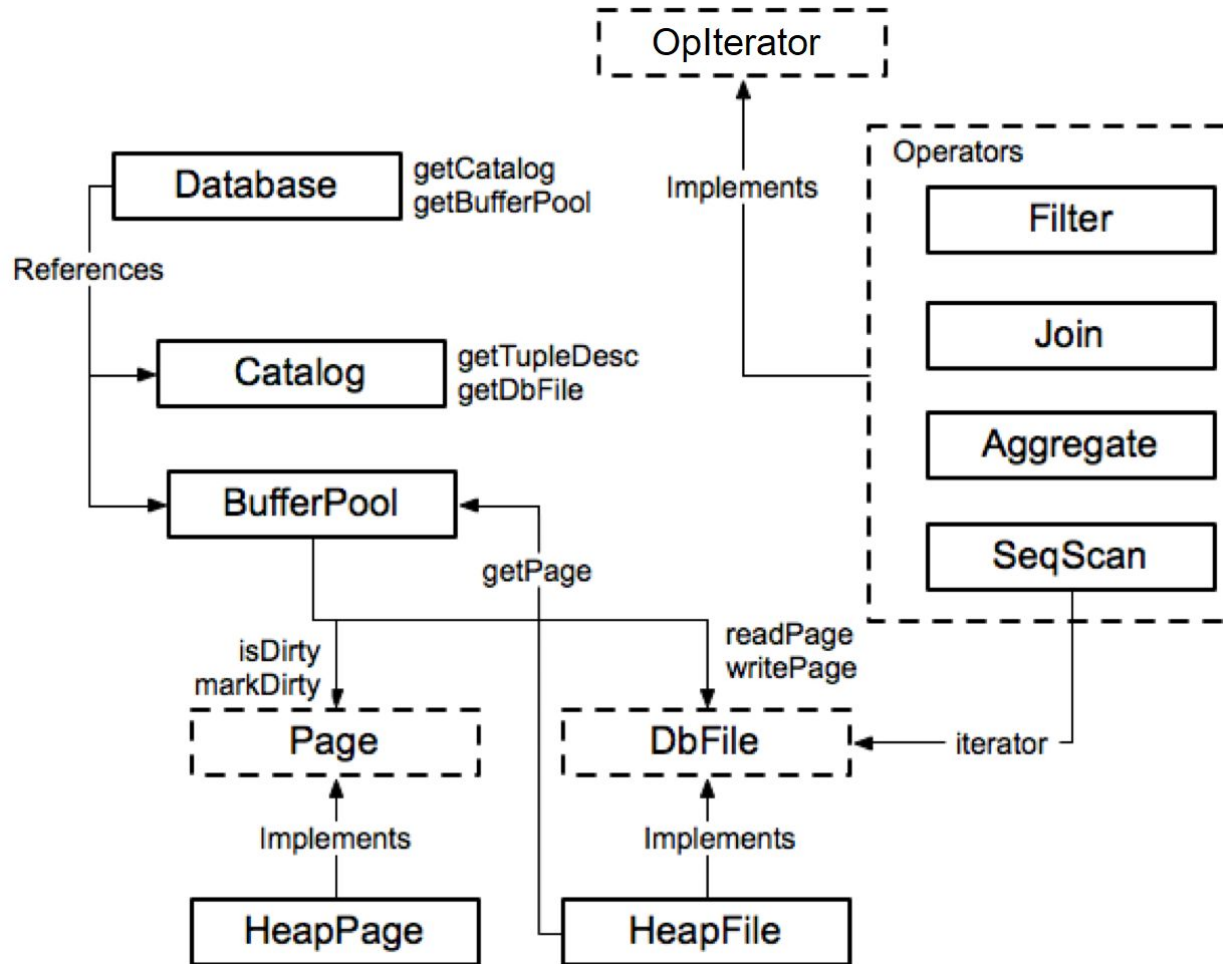 OpIterator
Operators
Database
getCatalog
getBufferPool
Implements
Filter
References
Join
Catalog
getTupleDesc
getDbFile
Aggregate
BufferPool
SeqScan
getPage
isDirty
markDirty
readPage
writePage
Page
DbFile
iterator
Implements
Implements
HeapPage
HeapFile